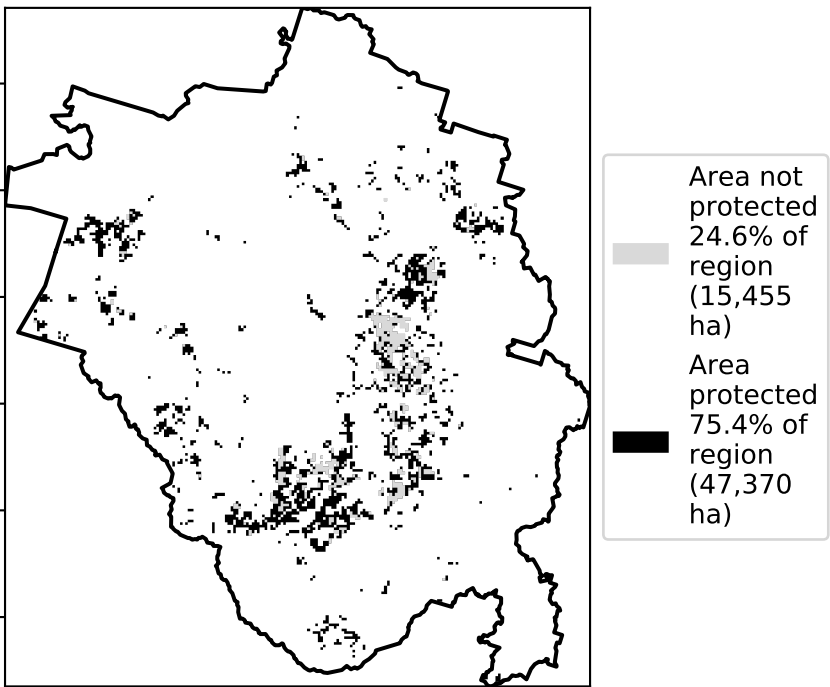 Area not
protected
24.6% of
region
(15,455
ha)
Area
protected
75.4% of
region
(47,370
ha)